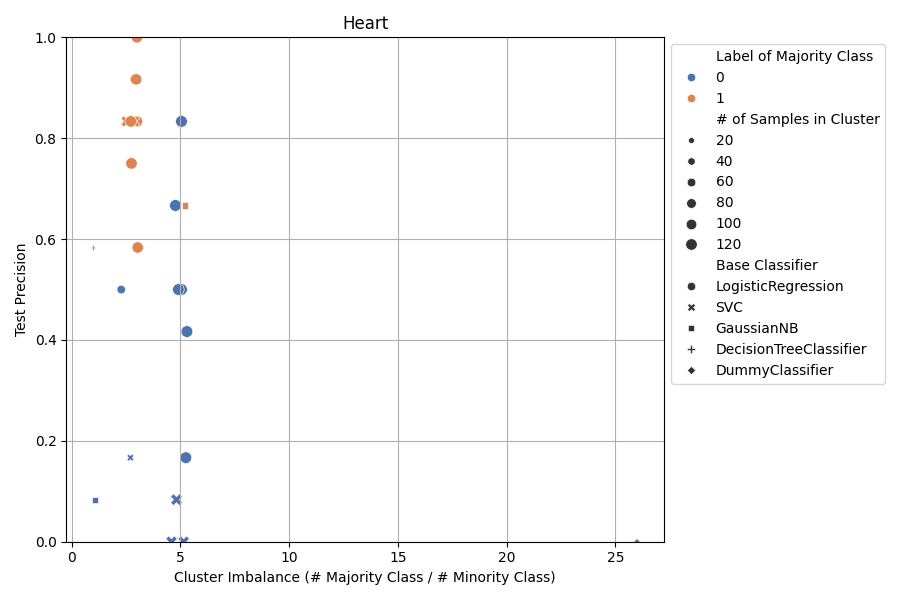 Heart
1.0
0.8
0.6
0.4
0.2
0.0
Test Precision
0
5
10
15
20
25
Cluster Imbalance (# Majority Class / # Minority Class)
Label of Majority Class
0
1
# of Samples in Cluster
20
40
60
80
100
120
Base Classifier
LogisticRegression
SVC
GaussianNB
DecisionTreeClassifier
DummyClassifier